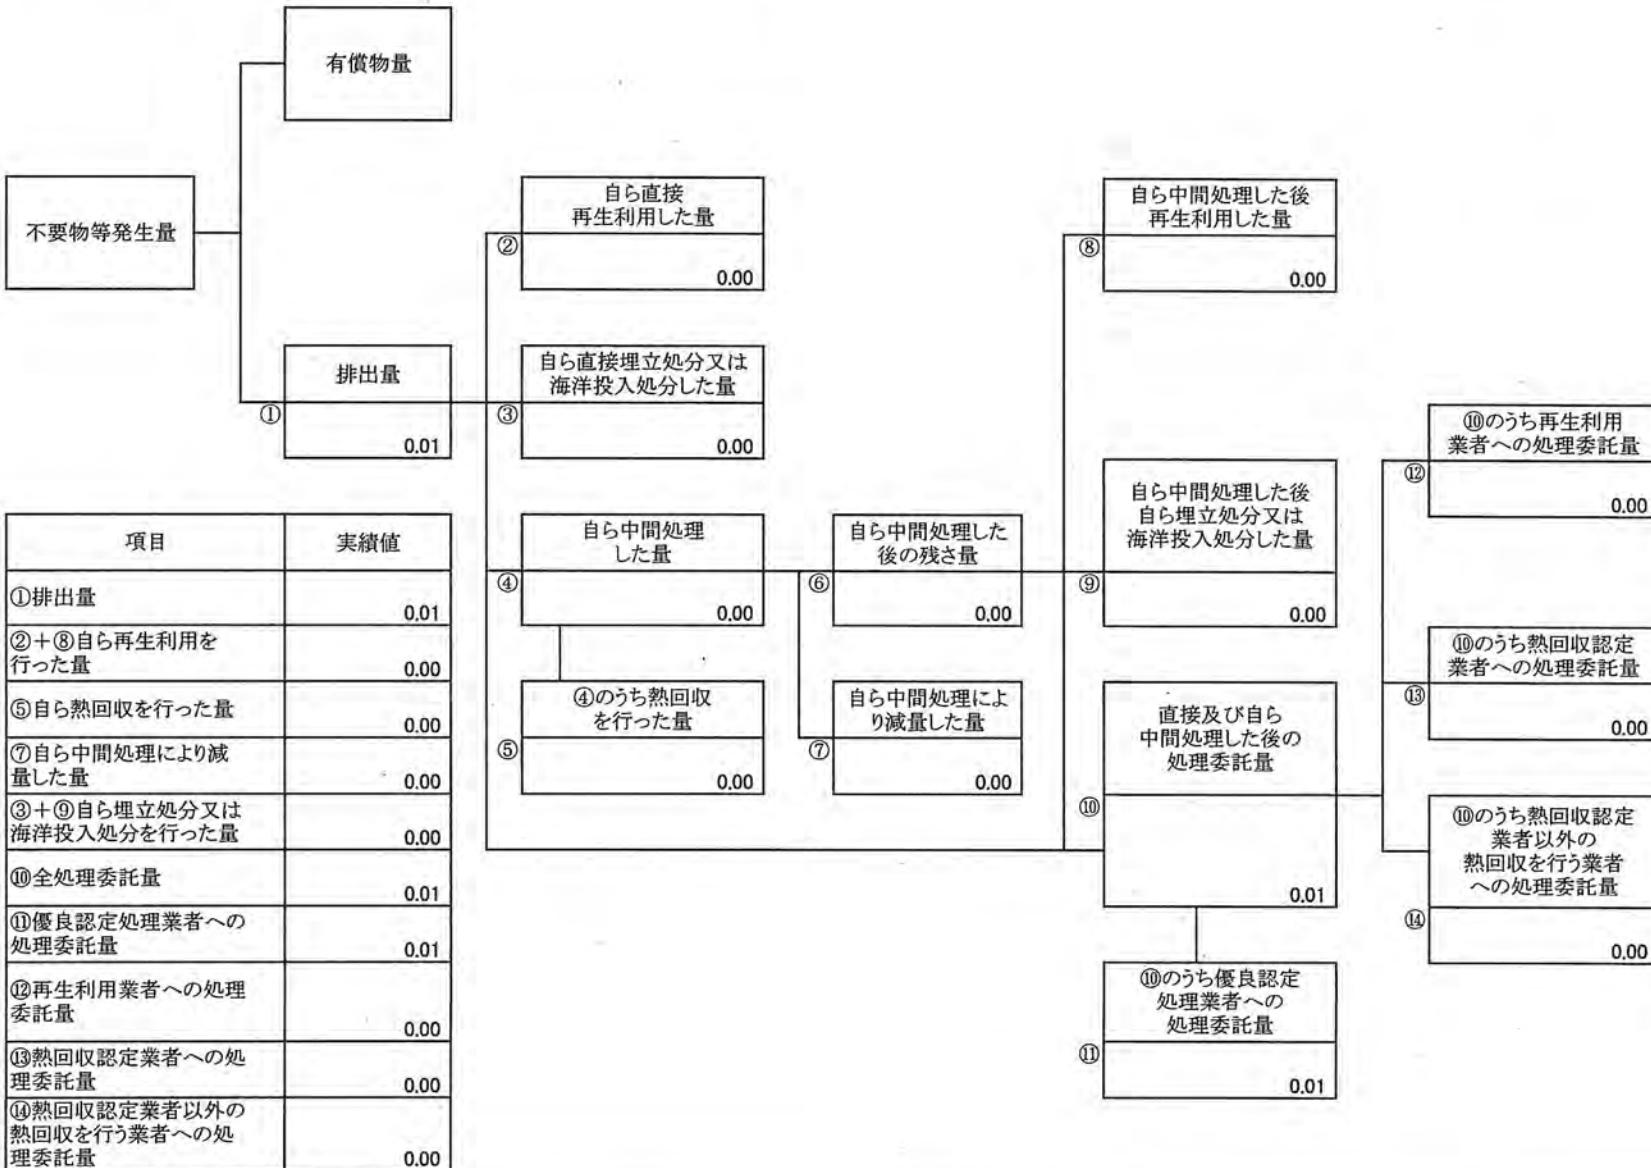 有償物量
不要物等発生量
自ら直接
再生利用した量
②
0.00
自ら中間処理した後
再生利用した量
⑧
0.00
排出量
①
0.01
自ら直接埋立処分又は
海洋投入処分した量
③
0.00
⑩のうち再生利用
業者への処理委託量
⑫
0.00
自ら中間処理
した量
④
0.00
自ら中間処理した
後の残さ量
⑥
0.00
自ら中間処理した後
自ら埋立処分又は
海洋投入処分した量
⑨
0.00
⑩のうち熱回収認定
業者への処理委託量
⑬
0.00
④のうち熱回収
を行った量
⑤
0.00
自ら中間処理によ
り減量した量
⑦
0.00
直接及び自ら
中間処理した後の
処理委託量
⑩
0.01
⑩のうち熱回収認定
業者以外の
熱回収を行う業者
への処理委託量
⑭
0.00
⑩のうち優良認定
処理業者への
処理委託量
⑪
0.01
項目 実績値
①排出量
0.01
②+⑧自ら再生利用を
行った量 0.00
⑤自ら熱回収を行った量
0.00
⑦自ら中間処理により減
量した量 0.00
③+⑨自ら埋立処分又は
海洋投入処分を行った量 0.00
⑩全処理委託量
0.01
⑪優良認定処理業者への
処理委託量 0.01
⑫再生利用業者への処理
委託量
0.00
⑬熱回収認定業者への処
理委託量 0.00
⑭熱回収認定業者以外の
熱回収を行う業者への処
理委託量 0.00